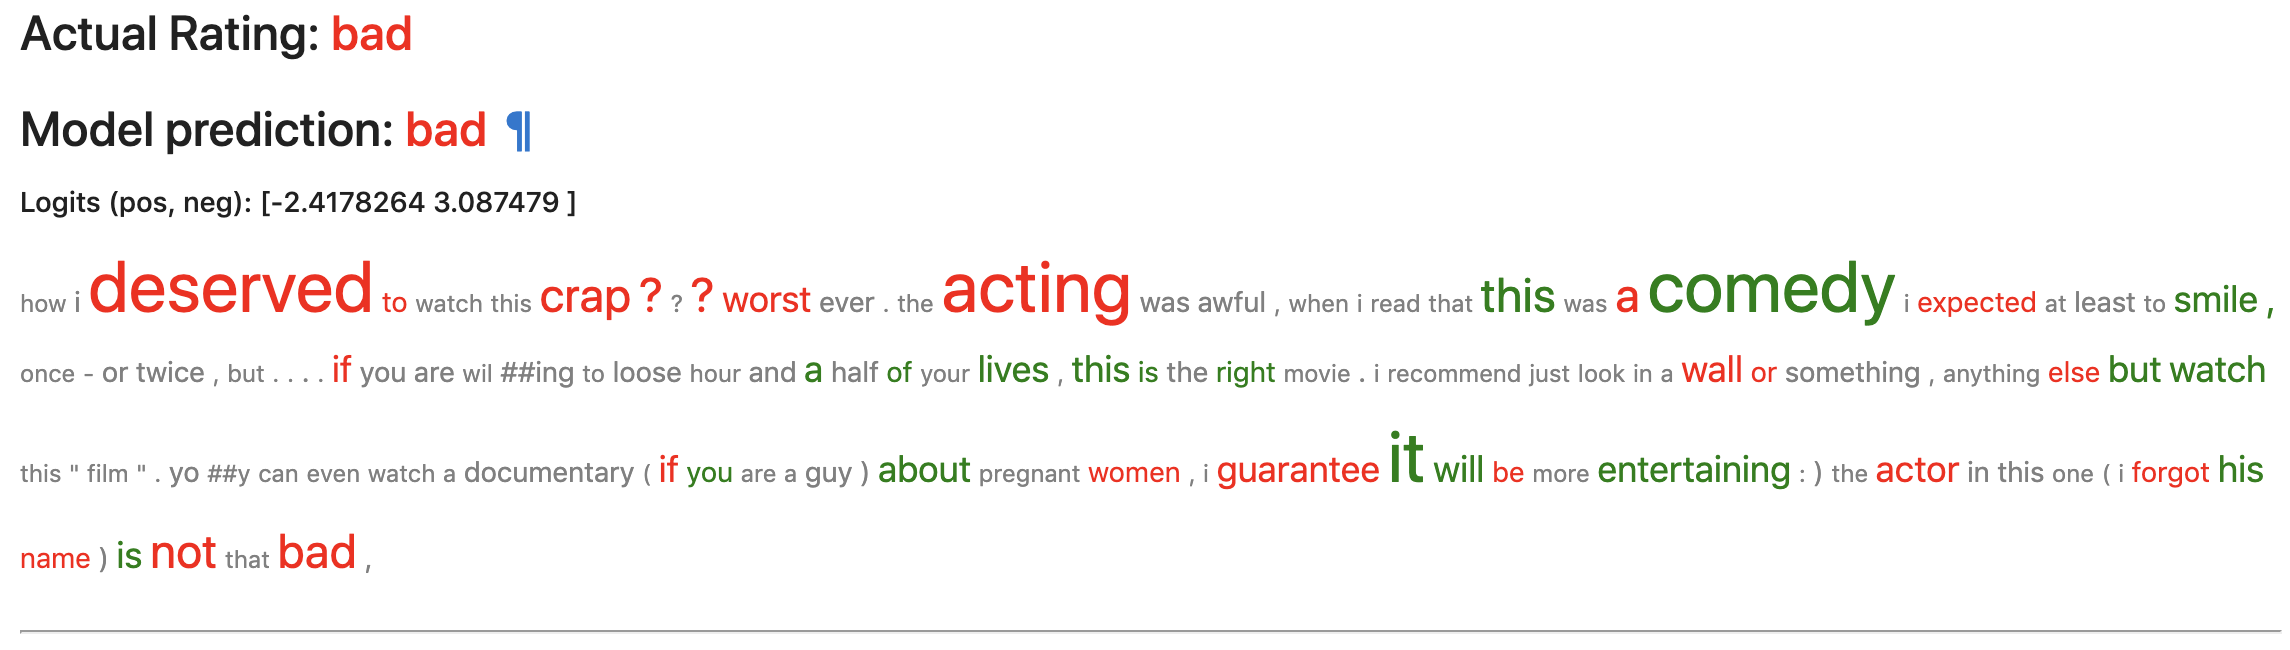 Actual Rating: bad
Model prediction: bad ¶
Logits (pos, neg): [-2.4178264 3.087479 ]
how i deserved to watch this crap ? ? ? worst ever . the acting was awful , when i read that this was a comedy i expected at least to smile ,
once - or twice , but . . . . if you are wil ##ing to loose hour and a half of your lives , this is the right movie . i recommend just look in a wall or something , anything else but watch
this " film " . yo ##y can even watch a documentary ( if you are a guy ) about pregnant women , i guarantee it will be more entertaining : ) the actor in this one ( i forgot his
name ) is not that bad ,